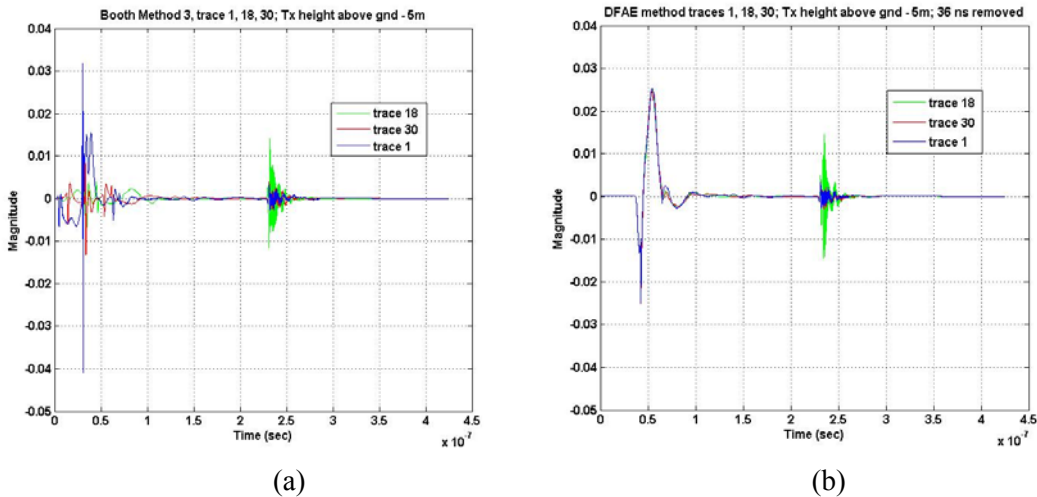 Booth Method 3, trace 1, 18, 30; Tx height above gnd - 5m
0.04
0.03
0.02
0.01
0
-0.01
-0.02
-0.03
-0.04
-0.05
Magnitude
trace 18
trace 30
trace 1
0 0.5 1 1.5 2 2.5 3 3.5 4 4.5
Time (sec)
x 10⁻⁷
(a)
DFAE method traces 1, 18, 30; Tx height above gnd - 5m; 36 ns removed
0.04
0.03
0.02
0.01
0
-0.01
-0.02
-0.03
-0.04
-0.05
Magnitude
trace 18
trace 30
trace 1
0 0.5 1 1.5 2 2.5 3 3.5 4 4.5
Time (sec)
x 10⁻⁷
(b)